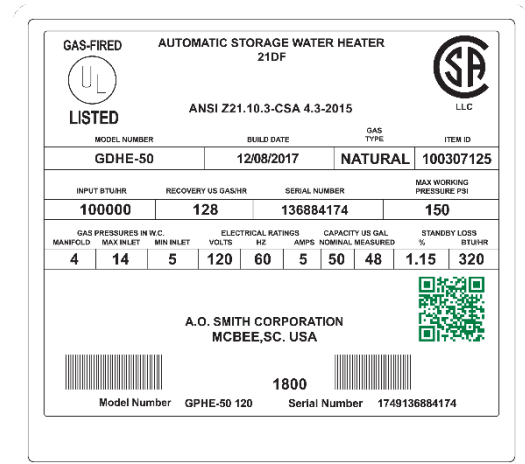 GAS-FIRED
UL
LISTED
AUTOMATIC STORAGE WATER HEATER
21DF
ANSI Z21.10.3-CSA 4.3-2015
SA
LLC
MODEL NUMBER BUILD DATE GAS TYPE ITEM ID
GDHE-50 12/08/2017 NATURAL 100307125
INPUT BTU/HR RECOVERY US GAS/HR SERIAL NUMBER MAX WORKING PRESSURE PSI
100000 128 136884174 150
GAS PRESSURES IN W.C. ELECTRICAL RATINGS CAPACITY US GAL STANDBY LOSS
MANIFOLD MAX INLET MIN INLET VOLTS HZ AMPS NOMINAL MEASURED % BTU/HR
4 14 5 120 60 5 50 48 1.15 320
A.O. SMITH CORPORATION
MCBEE,SC. USA
1800
Model Number GPHE-50 120 Serial Number 1749136884174